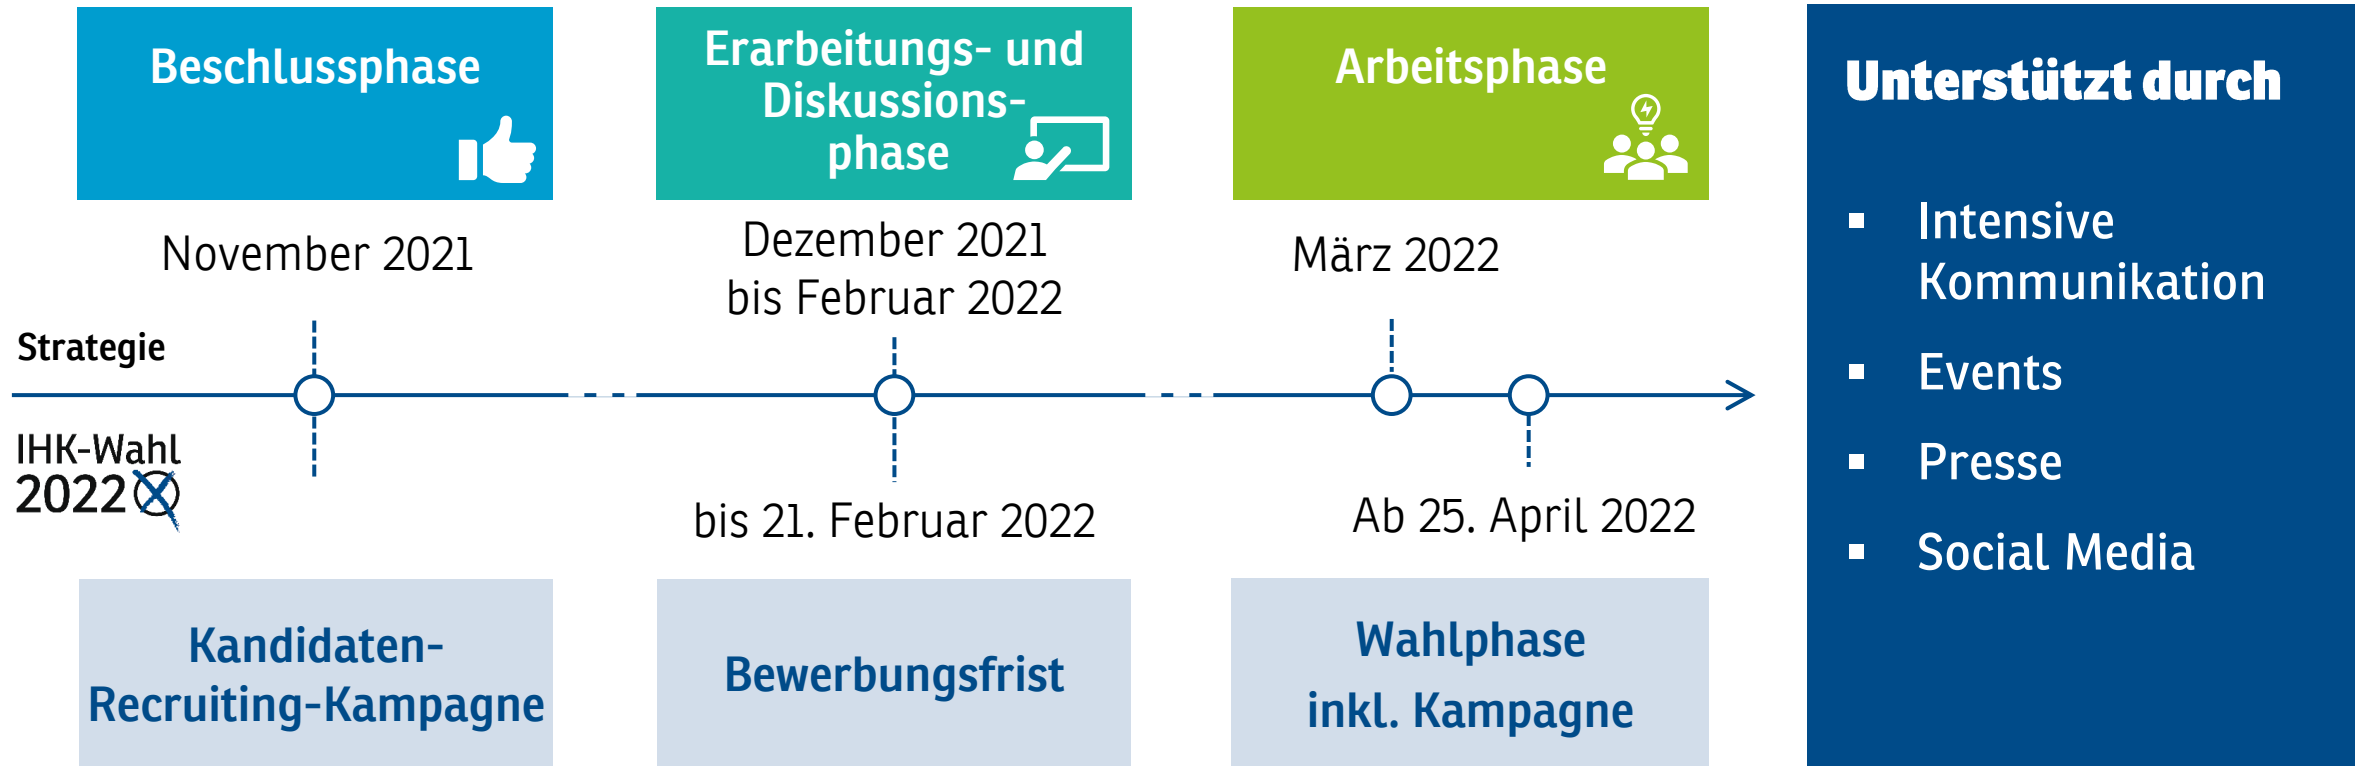 Beschlussphase
Erarbeitungs- und
Diskussions-
phase
Arbeitsphase
November 2021
Dezember 2021
bis Februar 2022
März 2022
Strategie
IHK-Wahl
2022
bis 21. Februar 2022
Ab 25. April 2022
Kandidaten-
Recruiting-Kampagne
Bewerbungsfrist
Wahlphase
inkl. Kampagne
Unterstützt durch
▪ Intensive
Kommunikation
▪ Events
▪ Presse
▪ Social Media